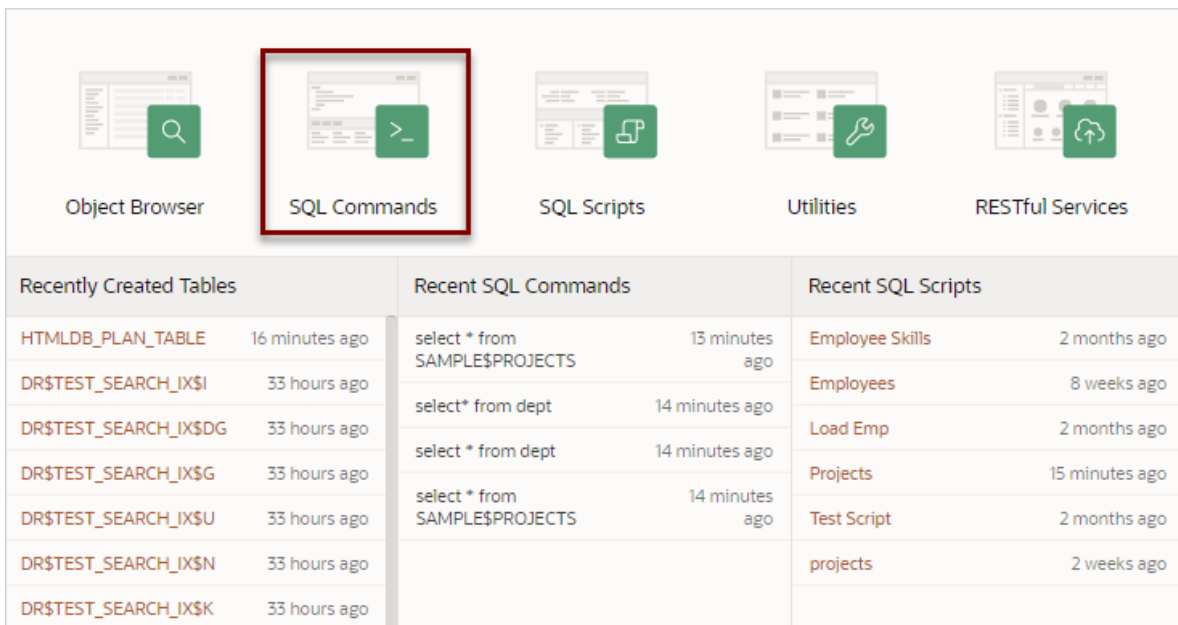 Object Browser
SQL Commands
SQL Scripts
Utilities
RESTful Services
Recently Created Tables
HTMLDB_PLAN_TABLE 16 minutes ago
DR$TEST_SEARCH_IX$I 33 hours ago
DR$TEST_SEARCH_IX$DG 33 hours ago
DR$TEST_SEARCH_IX$G 33 hours ago
DR$TEST_SEARCH_IX$U 33 hours ago
DR$TEST_SEARCH_IX$N 33 hours ago
DR$TEST_SEARCH_IX$K 33 hours ago
Recent SQL Commands
select * from 13 minutes
SAMPLE$PROJECTS ago
select* from dept 14 minutes ago
select * from dept 14 minutes ago
select * from 14 minutes
SAMPLE$PROJECTS ago
Recent SQL Scripts
Employee Skills 2 months ago
Employees 8 weeks ago
Load Emp 2 months ago
Projects 15 minutes ago
Test Script 2 months ago
projects 2 weeks ago